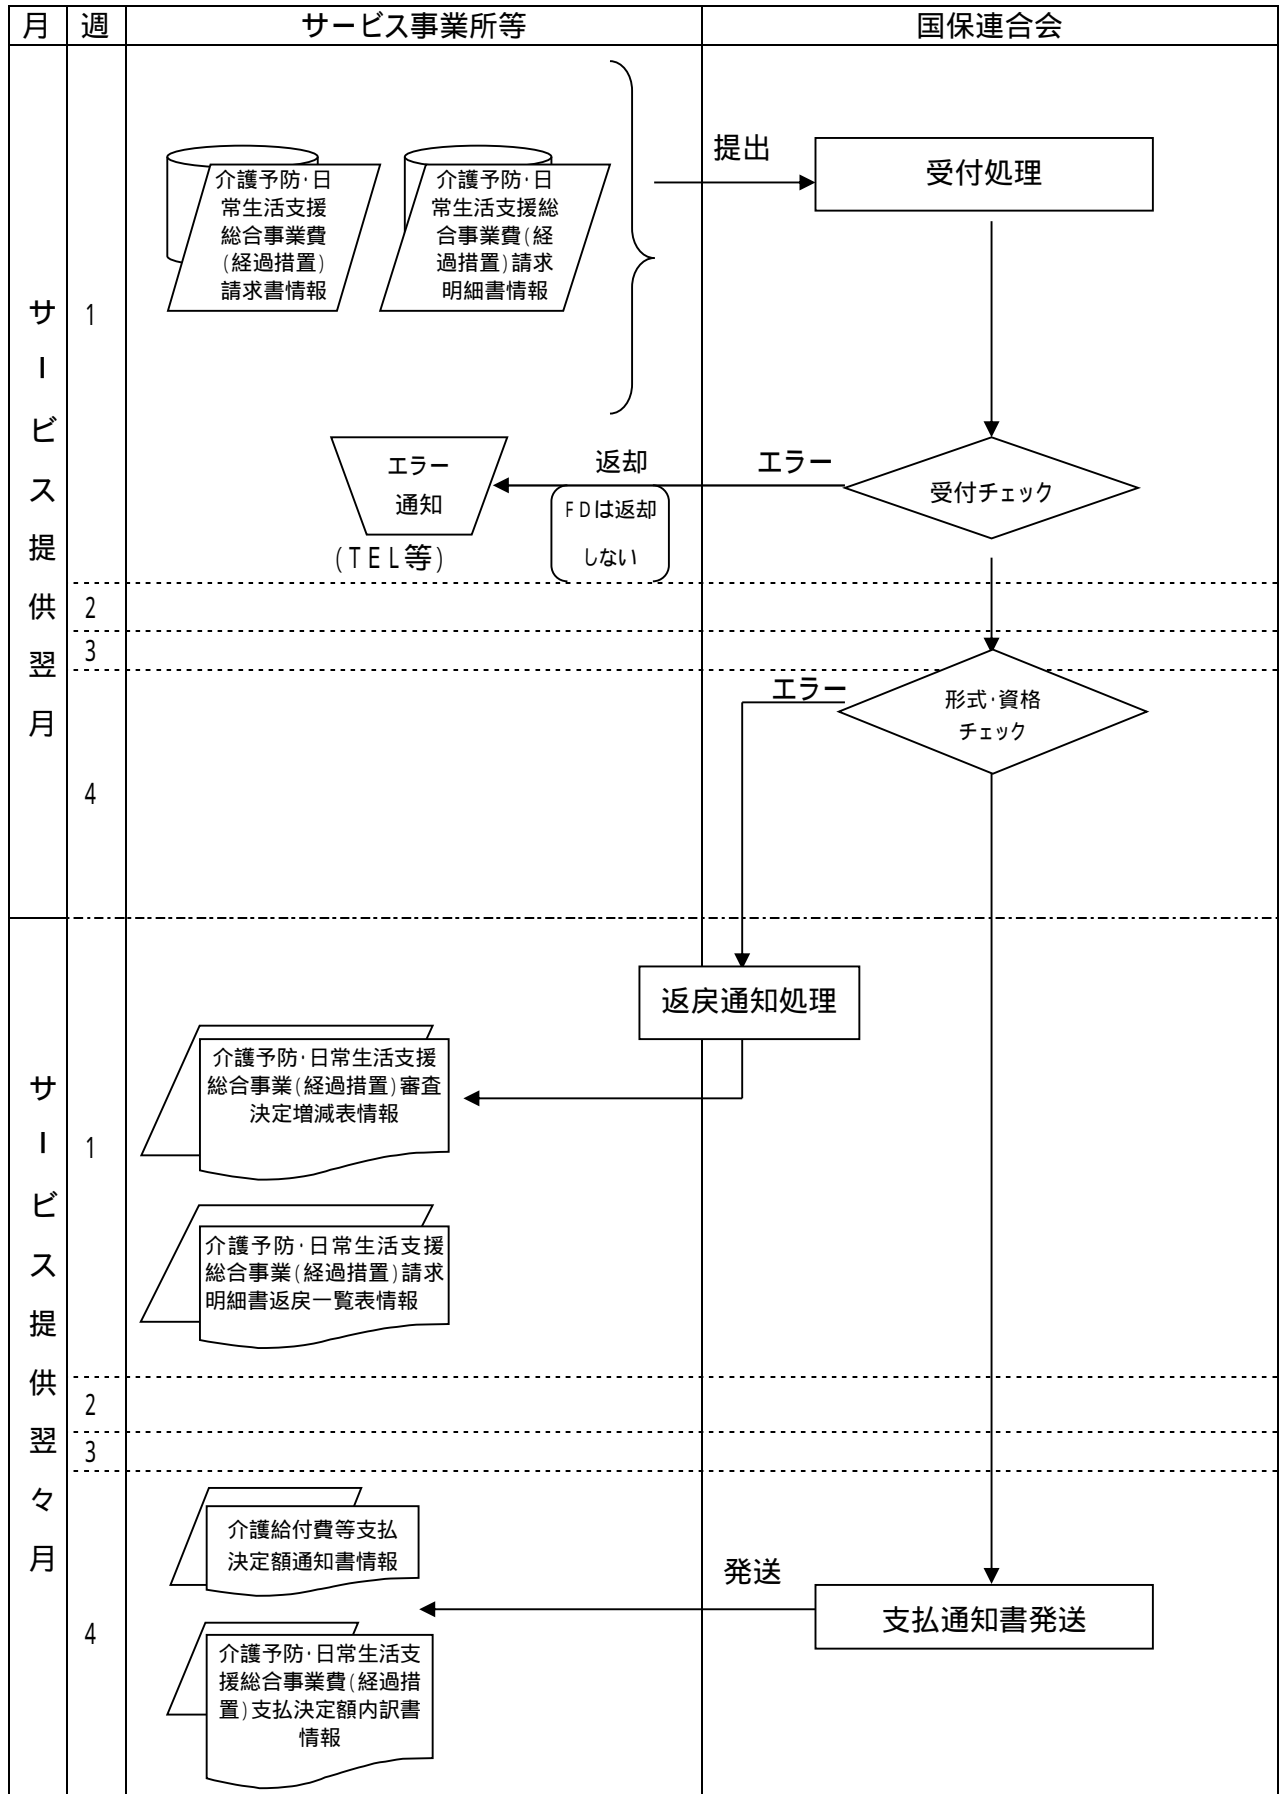 月 週 サービス事業所等 国保連合会
サービス提供翌月
1
介護予防・日
常生活支援
総合事業費
(経過措置)
請求書情報
介護予防・日
常生活支援総
合事業費(経
過措置)請求
明細書情報
提出
受付処理
エラー
通知
(TEL等)
返却
FDは返却
しない
エラー
受付チェック
2
3
4
エラー
形式・資格
チェック
サービス提供翌々月
1
返戻通知処理
介護予防・日常生活支援
総合事業(経過措置)審査
決定増減表情報
介護予防・日常生活支援
総合事業(経過措置)請求
明細書返戻一覧表情報
2
3
4
介護給付費等支払
決定額通知書情報
発送
支払通知書発送
介護予防・日常生活支
援総合事業費(経過措
置)支払決定額内訳書
情報